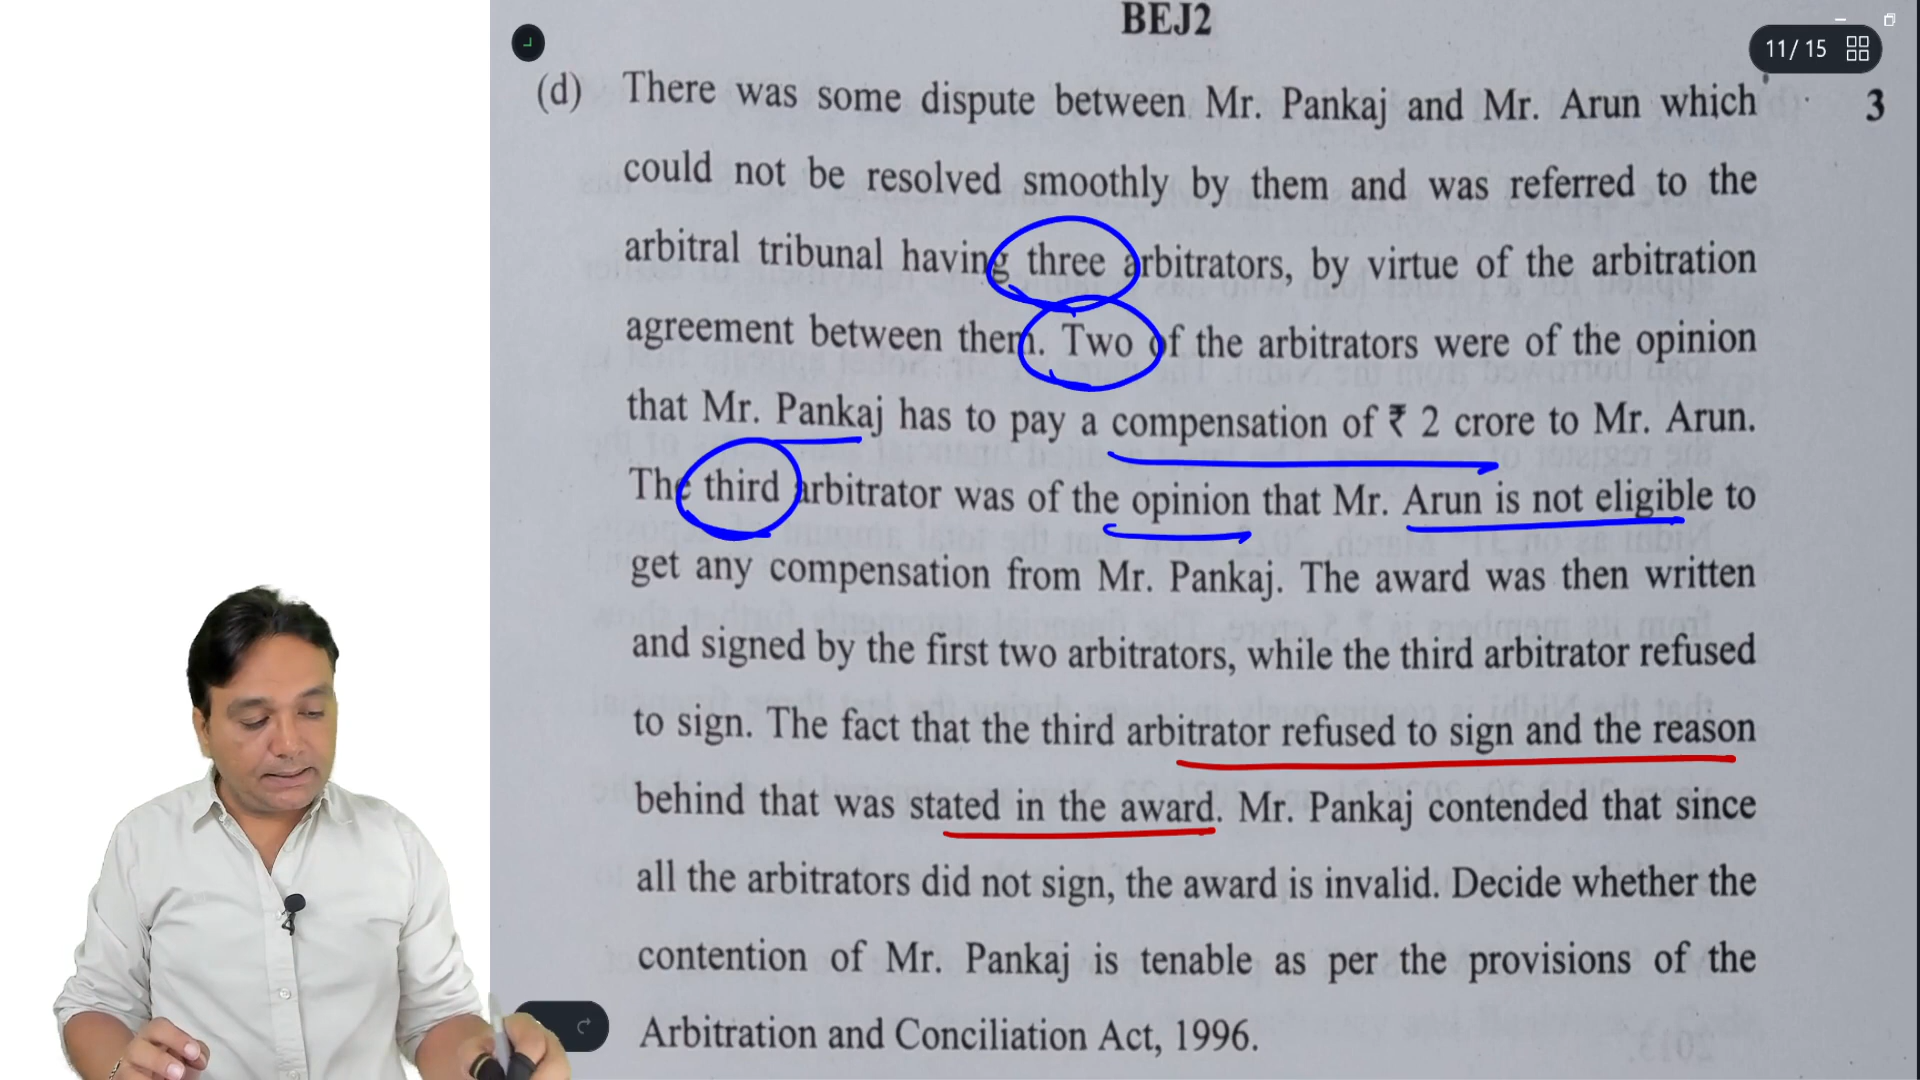 BEJ2
11/ 15
(d) There was some dispute between Mr. Pankaj and Mr. Arun which 3
could not be resolved smoothly by them and was referred to the
arbitral tribunal having three arbitrators, by virtue of the arbitration
agreement between them. Two of the arbitrators were of the opinion
that Mr. Pankaj has to pay a compensation of ₹ 2 crore to Mr. Arun.
The third arbitrator was of the opinion that Mr. Arun is not eligible to
get any compensation from Mr. Pankaj. The award was then written
and signed by the first two arbitrators, while the third arbitrator refused
to sign. The fact that the third arbitrator refused to sign and the reason
behind that was stated in the award. Mr. Pankaj contended that since
all the arbitrators did not sign, the award is invalid. Decide whether the
contention of Mr. Pankaj is tenable as per the provisions of the
Arbitration and Conciliation Act, 1996.